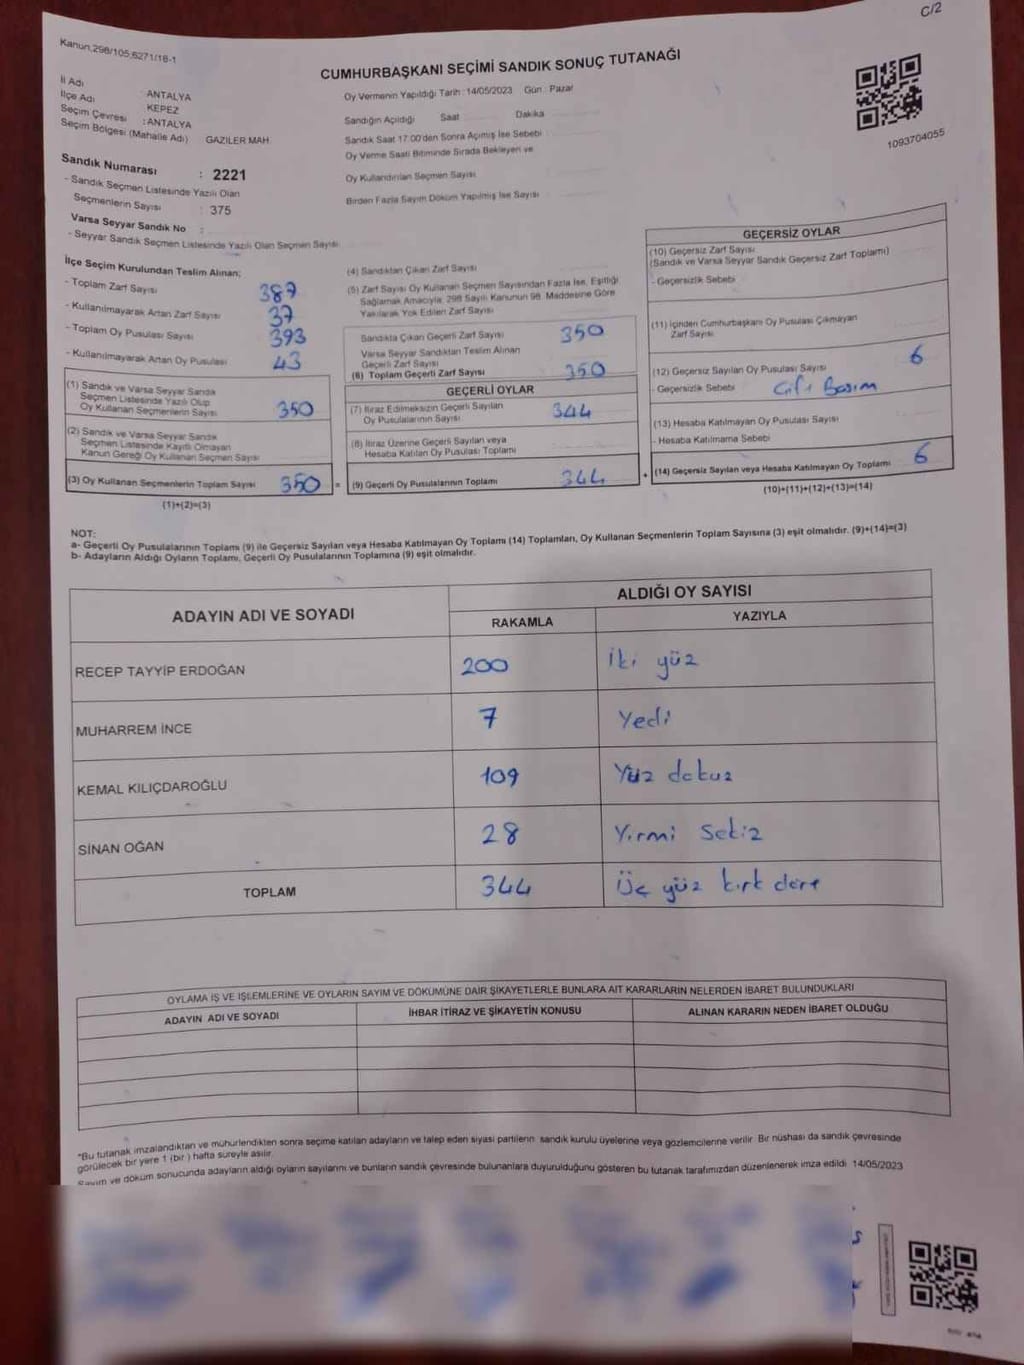 C/2
Kanun,298/105;6271/18-1
CUMHURBAŞKANI SEÇİMİ SANDIK SONUÇ TUTANAĞI
İl Adı : ANTALYA
İlçe Adı KEPEZ
Seçim Çevresi : ANTALYA
Seçim Bölgesi (Mahalle Adı) GAZİLER MAH.
Oy Vermenin Yapıldığı Tarih : 14/05/2023 Gün : Pazar
Sandığın Açıldığı Saat Dakika
Sandık Saat 17:00'den Sonra Açımış İse Sebebi
Oy Verme Saati Bitiminde Sırada Bekleyen ve
Oy Kullandırılan Seçmen Sayısı
Birden Fazla Sayım Döküm Yapılmış İse Sayısı
1093704055
Sandık Numarası : 2221
- Sandık Seçmen Listesinde Yazılı Olan
Seçmenlerin Sayısı : 375
Varsa Seyyar Sandık No :
- Seyyar Sandık Seçmen Listesinde Yazılı Olan Seçmen Sayısı
İlçe Seçim Kurulundan Teslim Alınan;
- Toplam Zarf Sayısı 387
- Kullanılmayarak Artan Zarf Sayısı 37
- Toplam Oy Pusulası Sayısı 393
- Kullanılmayarak Artan Oy Pusulası 43
(1) Sandık ve Varsa Seyyar Sandık
Seçmen Listesinde Yazılı Olup
Oy Kullanan Seçmenlerin Sayısı 350
(2) Sandık ve Varsa Seyyar Sandık
Seçmen Listesinde Kayıtlı Olmayan
Kanun Gereği Oy Kullanan Seçmen Sayısı
(3) Oy Kullanan Seçmenlerin Toplam Sayısı 350 =
(1)+(2)=(3)
(4) Sandıktan Çıkan Zarf Sayısı
(5) Zarf Sayısı Oy Kullanan Seçmen Sayısından Fazla İse, Eşitliği
Sağlamak Amacıyla, 298 Sayılı Kanunun 98. Maddesine Göre
Yakılarak Yok Edilen Zarf Sayısı
Sandıkta Çıkan Geçerli Zarf Sayısı 350
Varsa Seyyar Sandıktan Teslim Alınan
Geçerli Zarf Sayısı
(6) Toplam Geçerli Zarf Sayısı 350
GEÇERLİ OYLAR
(7) İtiraz Edilmeksizin Geçerli Sayılan
Oy Pusulalarının Sayısı 344
(8) İtiraz Üzerine Geçerli Sayılan veya
Hesaba Katılan Oy Pusulası Toplamı
(9) Geçerli Oy Pusulalarının Toplamı 344 +
GEÇERSİZ OYLAR
(10) Geçersiz Zarf Sayısı
(Sandık ve Varsa Seyyar Sandık Geçersiz Zarf Toplamı)
- Geçersizlik Sebebi
(11) İçinden Cumhurbaşkanı Oy Pusulası Çıkmayan
Zarf Sayısı
(12) Geçersiz Sayılan Oy Pusulası Sayısı 6
- Geçersizlik Sebebi Çift Basım
(13) Hesaba Katılmayan Oy Pusulası Sayısı
- Hesaba Katılmama Sebebi
(14) Geçersiz Sayılan veya Hesaba Katılmayan Oy Toplamı 6
(10)+(11)+(12)+(13)=(14)
NOT:
a- Geçerli Oy Pusulalarının Toplamı (9) ile Geçersiz Sayılan veya Hesaba Katılmayan Oy Toplamı (14) Toplamları, Oy Kullanan Seçmenlerin Toplam Sayısına (3) eşit olmalıdır. (9)+(14)=(3)
b- Adayların Aldığı Oyların Toplamı, Geçerli Oy Pusulalarının Toplamına (9) eşit olmalıdır.
ADAYIN ADI VE SOYADI
ALDIĞI OY SAYISI
RAKAMLA YAZIYLA
RECEP TAYYİP ERDOĞAN 200 İki yüz
MUHARREM İNCE 7 Yedi
KEMAL KILIÇDAROĞLU 109 Yüz dokuz
SİNAN OĞAN 28 Yirmi Sekiz
TOPLAM 344 Üç yüz kırk dört
OYLAMA İŞ VE İŞLEMLERİNE VE OYLARIN SAYIM VE DÖKÜMÜNE DAİR ŞİKAYETLERLE BUNLARA AİT KARARLARIN NELERDEN İBARET BULUNDUKLARI
ADAYIN ADI VE SOYADI İHBAR İTİRAZ VE ŞİKAYETİN KONUSU ALINAN KARARIN NEDEN İBARET OLDUĞU
"Bu tutanak imzalandıktan ve mühürlendikten sonra seçime katılan adayların ve talep eden siyasi partilerin sandık kurulu üyelerine veya gözlemcilerine verilir. Bir nüshası da sandık çevresinde
görülecek bir yere 1 (bir) hafta süreyle asılır.
Sayım ve döküm sonucunda adayların aldığı oyların sayılarını ve bunların sandık çevresinde bulunanlara duyurulduğunu gösteren bu tutanak tarafımızdan düzenlenerek imza edildi 14/05/2023